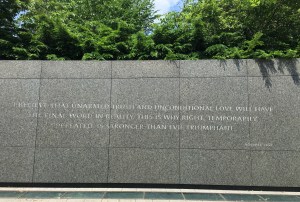 I BELIEVE THAT UNARMED TRUTH AND UNCONDITIONAL LOVE WILL HAVE
THE FINAL WORD IN REALITY. THIS IS WHY RIGHT, TEMPORARILY
DEFEATED, IS STRONGER THAN EVIL TRIUMPHANT.